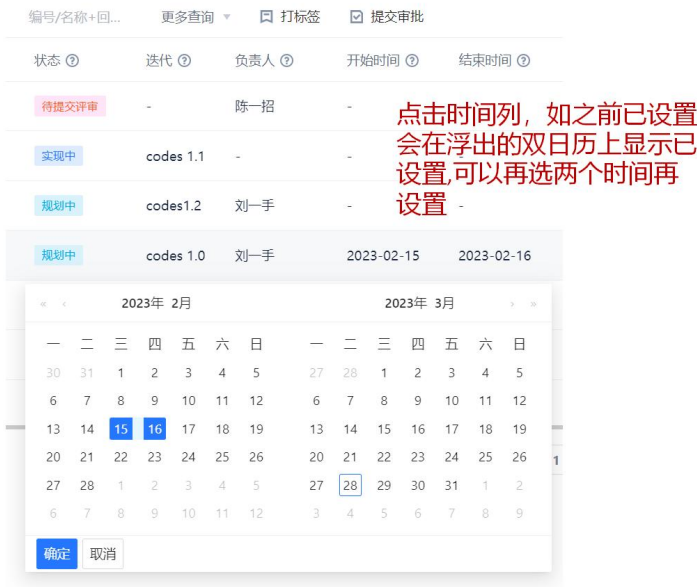 编号/名称+回... 更多查询 打标签 提交审批
状态 迭代 负责人 开始时间 结束时间
待提交评审 - 陈一招 -
点击时间列，如之前已设置
会在浮出的双日历上显示已
设置,可以再选两个时间再
设置
实现中 codes 1.1 - - -
规划中 codes1.2 刘一手 - -
规划中 codes 1.0 刘一手 2023-02-15 2023-02-16
« ‹ 2023年 2月 2023年 3月 › »
一 二 三 四 五 六 日 一 二 三 四 五 六 日
30 31 1 2 3 4 5 27 28 1 2 3 4 5
6 7 8 9 10 11 12 6 7 8 9 10 11 12
13 14 15 16 17 18 19 13 14 15 16 17 18 19
20 21 22 23 24 25 26 20 21 22 23 24 25 26
1
27 28 1 2 3 4 5 27 28 29 30 31 1 2
6 7 8 9 10 11 12 3 4 5 6 7 8 9
确定 取消